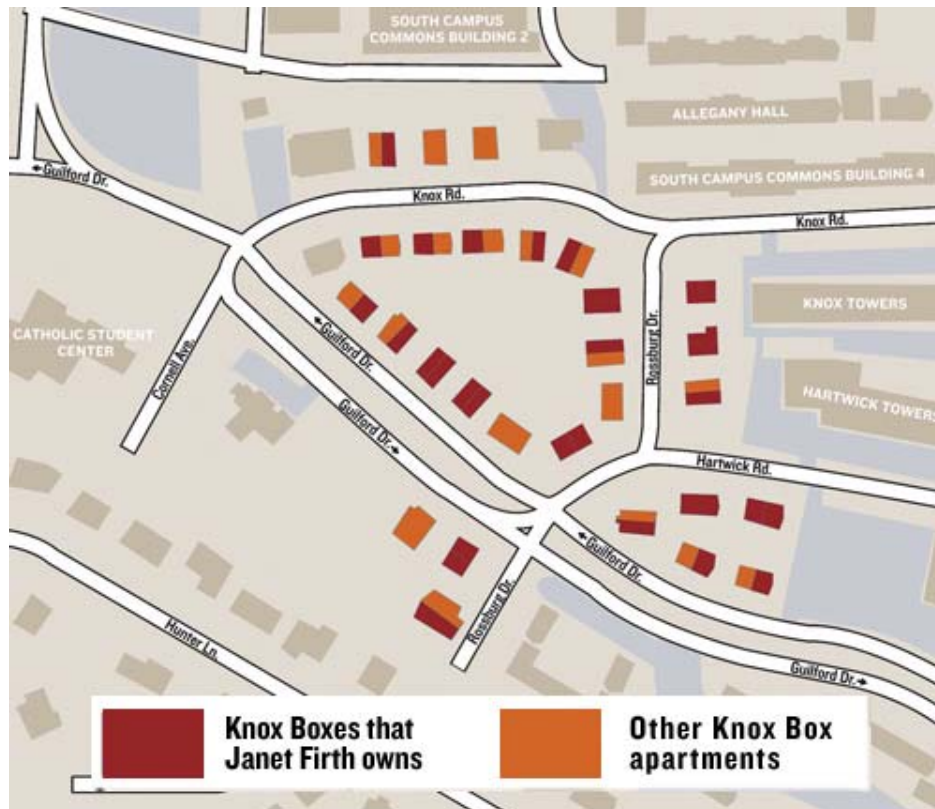 SOUTH CAMPUS
COMMONS BUILDING 2
ALLEGANY HALL
SOUTH CAMPUS COMMONS BUILDING 4
Guilford Dr.
Knox Rd.
Knox Rd.
KNOX TOWERS
CATHOLIC STUDENT
CENTER
Guilford Dr.
Rossburg Dr.
Cornell Ave.
HARTWICK TOWERS
Guilford Dr.
Hartwick Rd.
Guilford Dr.
Rossburg Dr.
Hunter Ln.
Guilford Dr.
Knox Boxes that
Janet Firth owns
Other Knox Box
apartments